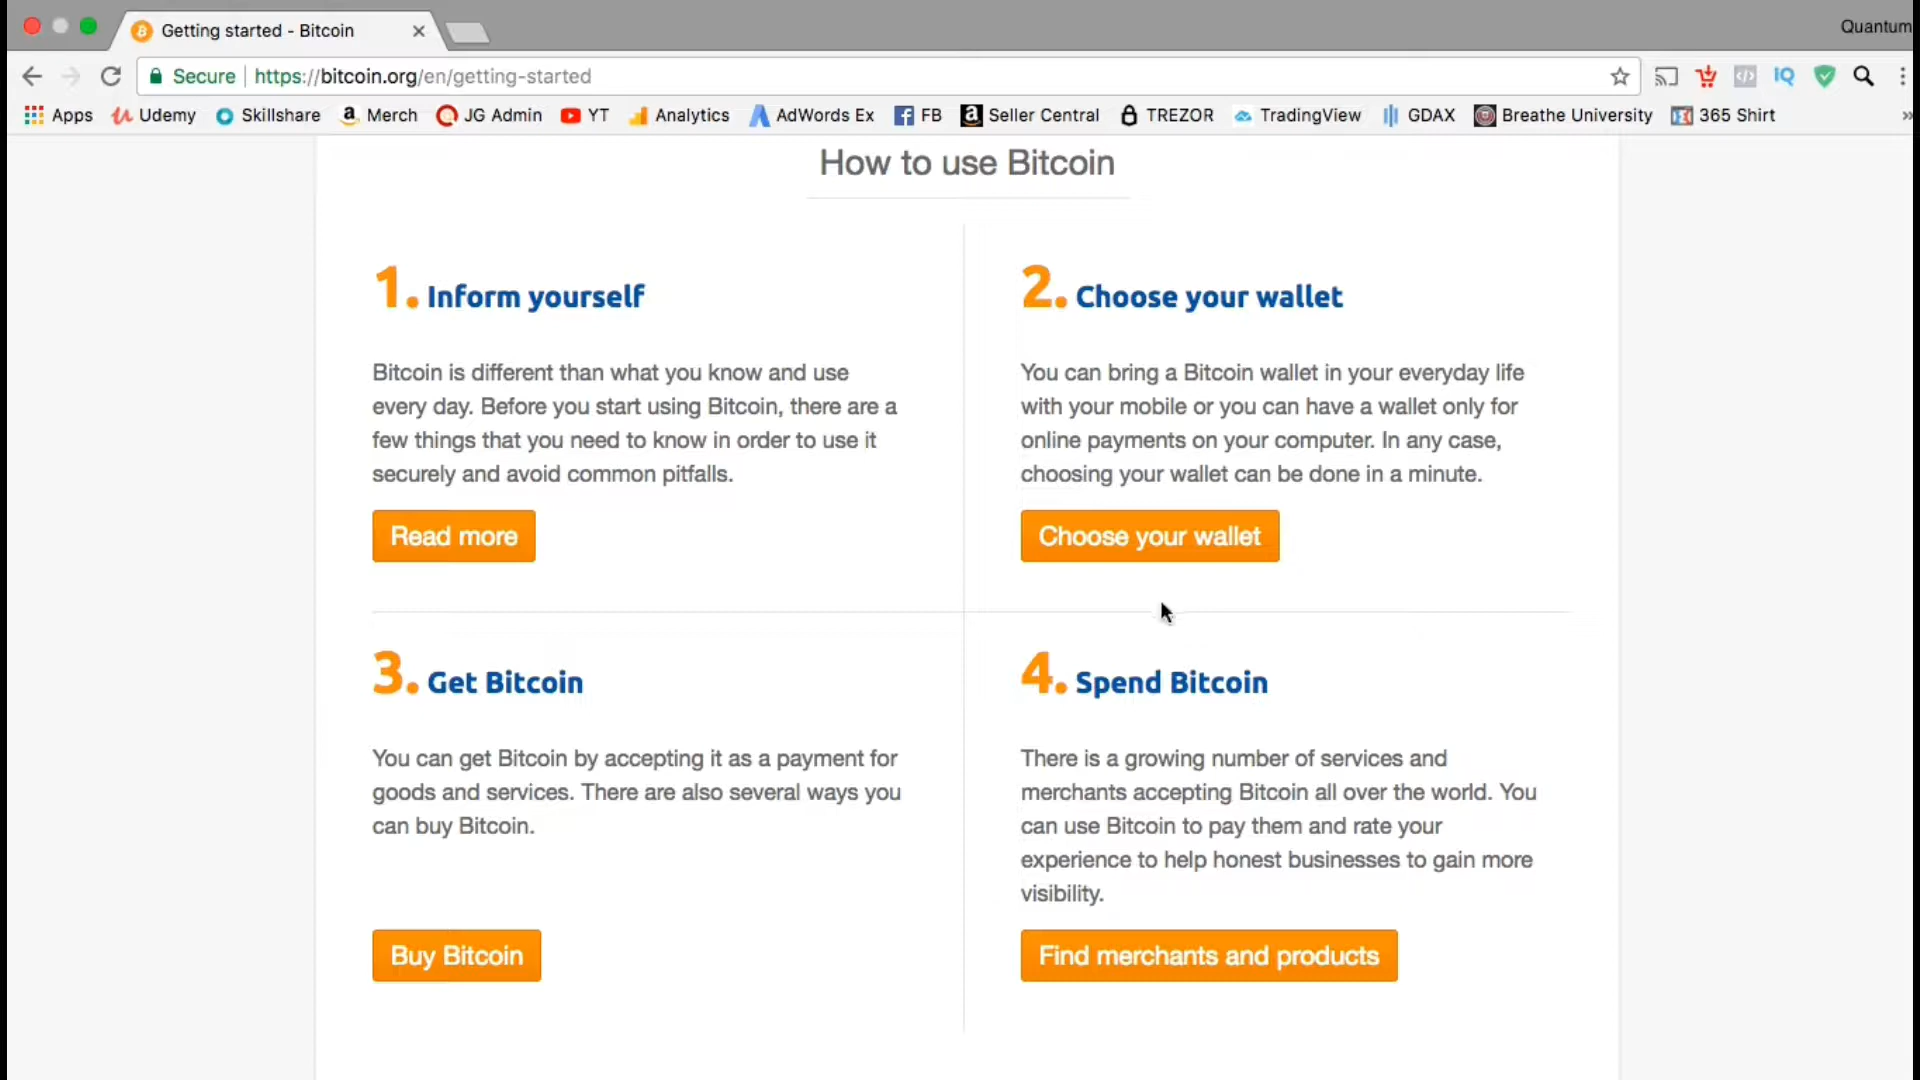 Getting started - Bitcoin
Quantum
Secure https://bitcoin.org/en/getting-started
IQ
Apps Udemy Skillshare Merch JG Admin YT Analytics AdWords Ex FB Seller Central TREZOR TradingView GDAX Breathe University 365 Shirt »
How to use Bitcoin
1. Inform yourself
Bitcoin is different than what you know and use
every day. Before you start using Bitcoin, there are a
few things that you need to know in order to use it
securely and avoid common pitfalls.
Read more
2. Choose your wallet
You can bring a Bitcoin wallet in your everyday life
with your mobile or you can have a wallet only for
online payments on your computer. In any case,
choosing your wallet can be done in a minute.
Choose your wallet
3. Get Bitcoin
You can get Bitcoin by accepting it as a payment for
goods and services. There are also several ways you
can buy Bitcoin.
Buy Bitcoin
4. Spend Bitcoin
There is a growing number of services and
merchants accepting Bitcoin all over the world. You
can use Bitcoin to pay them and rate your
experience to help honest businesses to gain more
visibility.
Find merchants and products